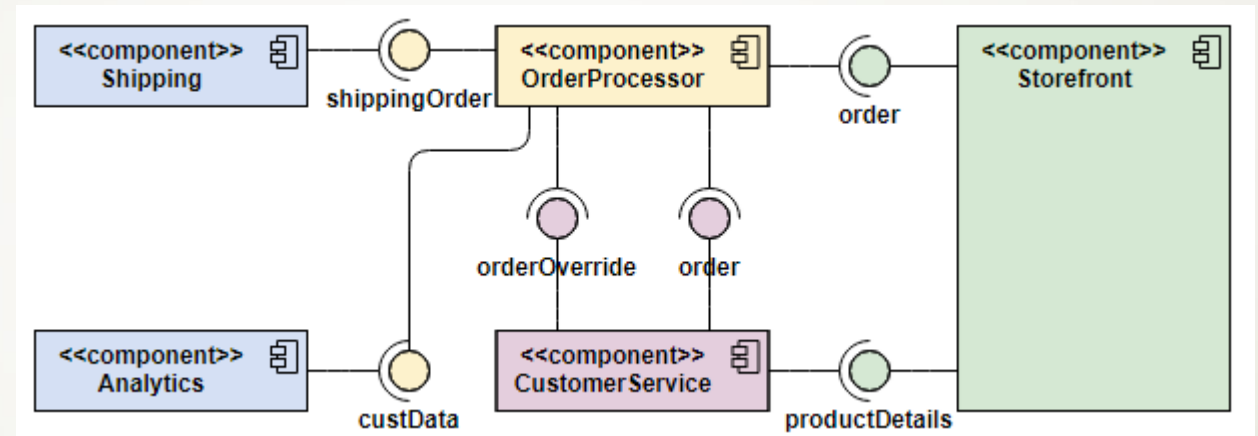 <<component>>
Shipping
shippingOrder
<<component>>
OrderProcessor
order
<<component>>
Storefront
orderOverride
order
<<component>>
Analytics
custData
<<component>>
CustomerService
productDetails